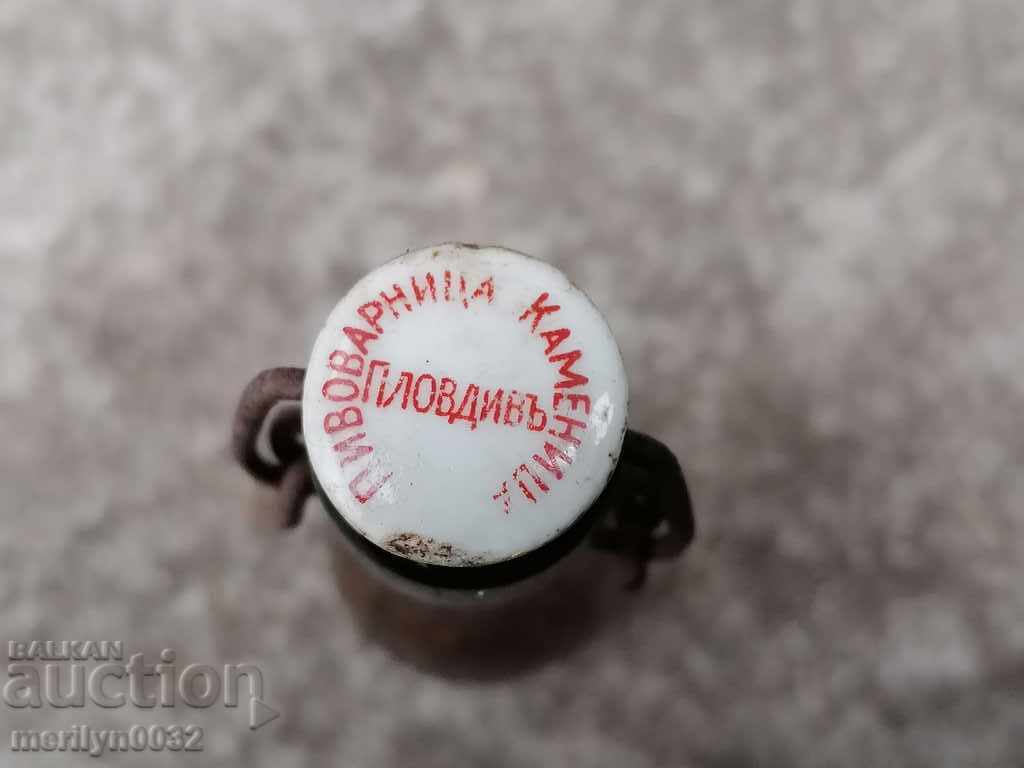 ПИВОВАРНИЦА КАМЕНИЦА
ПЛОВДИВЪ
BALKAN
auction
merilyn0032